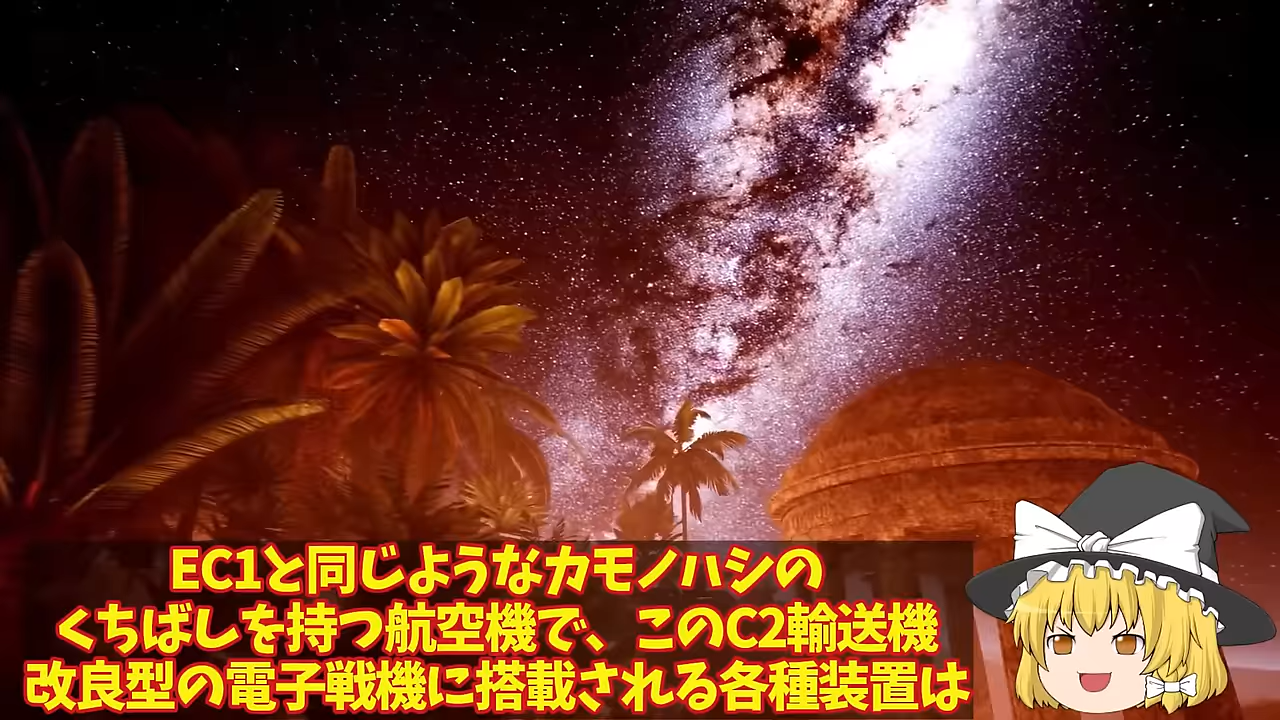 EC1と同じようなカモノハシの
くちばしを持つ航空機で、このC2輸送機
改良型の電子戦機に搭載される各種装置は